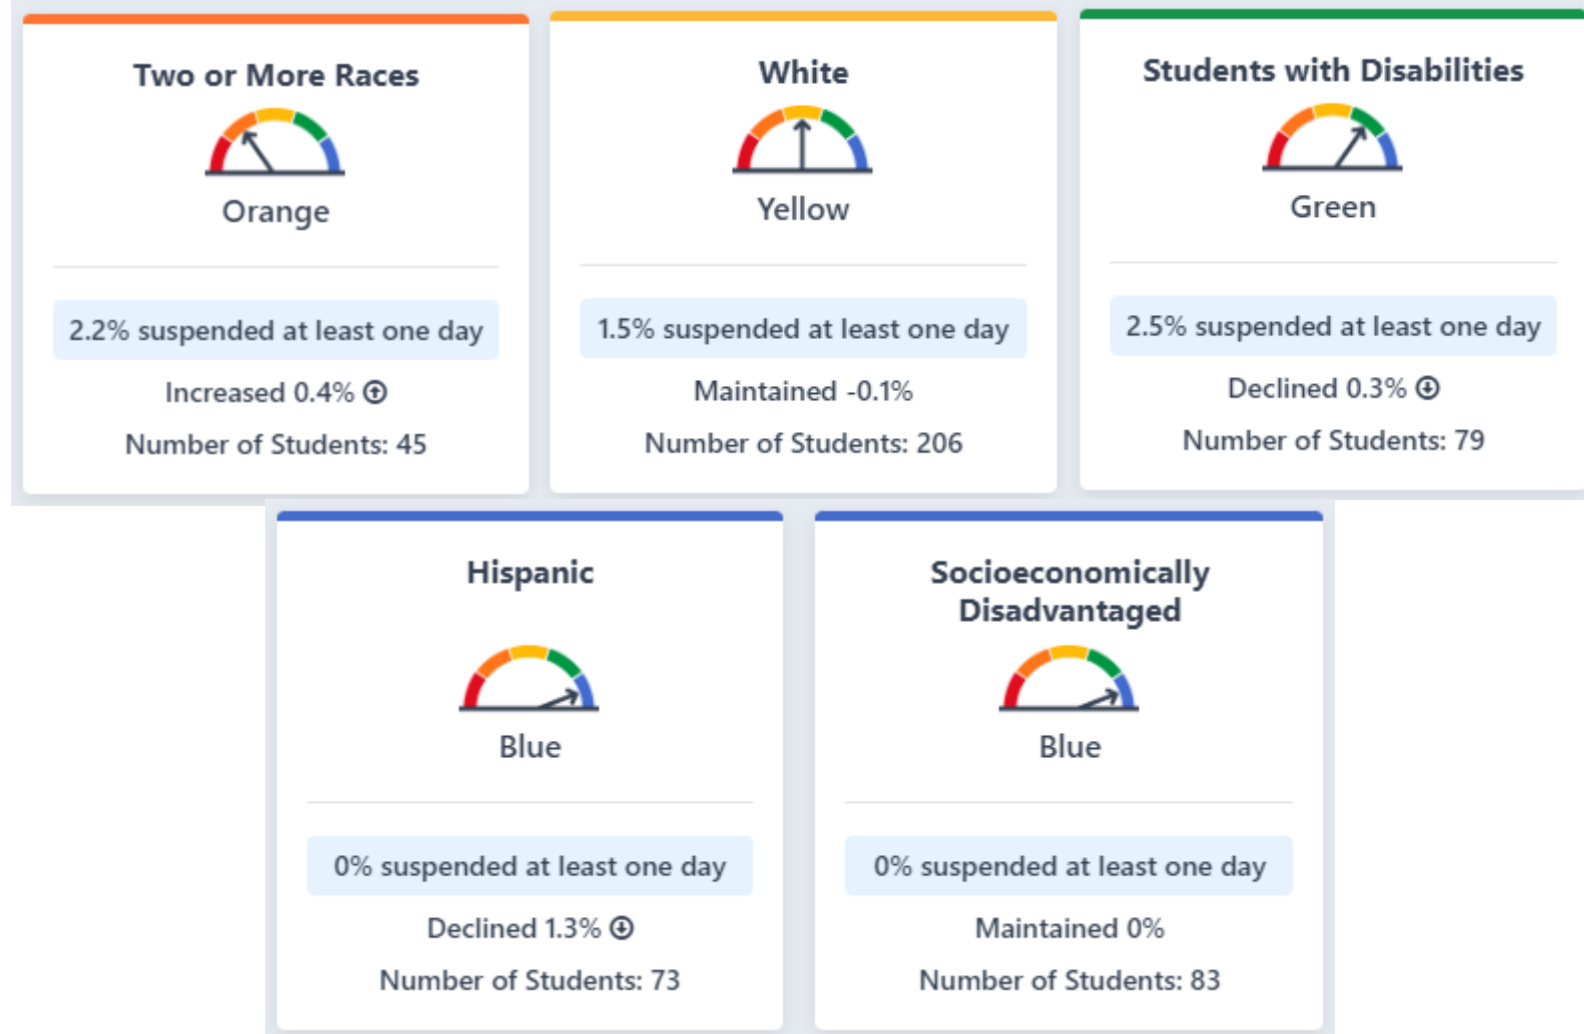 Two or More Races
Orange
2.2% suspended at least one day
Increased 0.4%
Number of Students: 45
White
Yellow
1.5% suspended at least one day
Maintained -0.1%
Number of Students: 206
Students with Disabilities
Green
2.5% suspended at least one day
Declined 0.3%
Number of Students: 79
Hispanic
Blue
0% suspended at least one day
Declined 1.3%
Number of Students: 73
Socioeconomically
Disadvantaged
Blue
0% suspended at least one day
Maintained 0%
Number of Students: 83